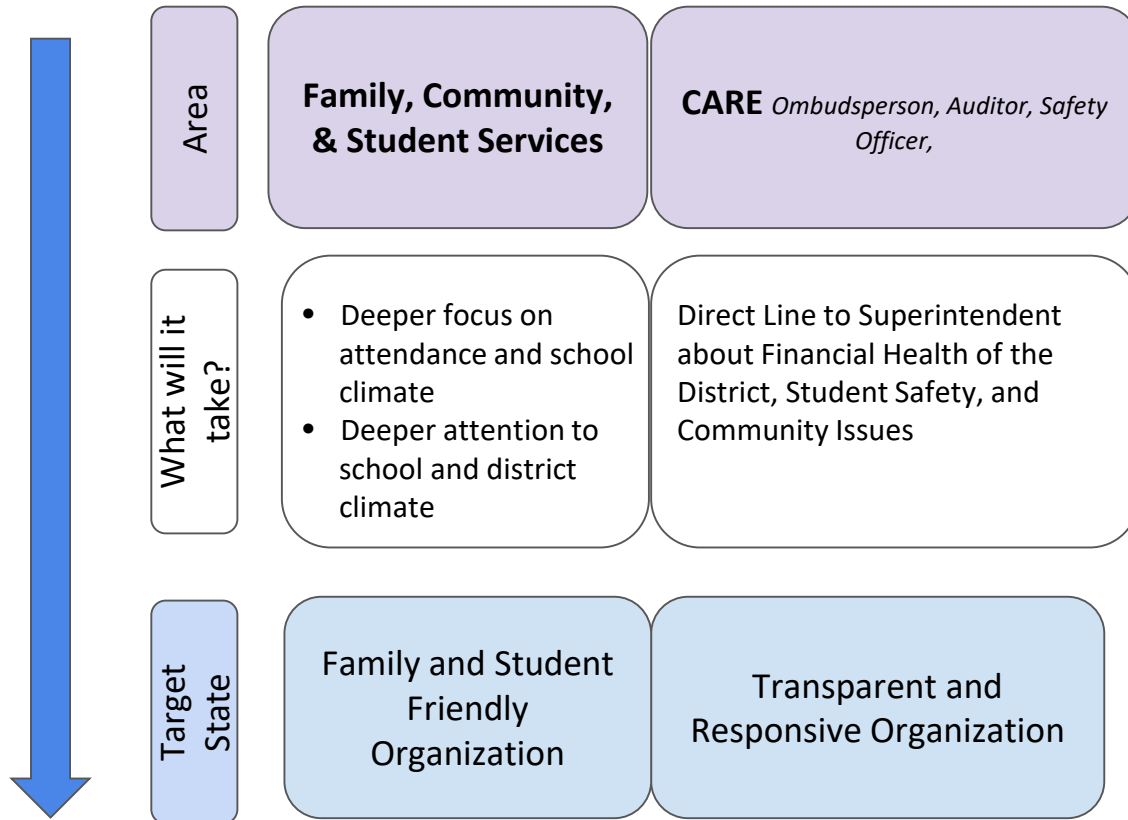 Area
Family, Community,
& Student Services
CARE Ombudsperson, Auditor, Safety
Officer,
What will it
take?
• Deeper focus on
attendance and school
climate
• Deeper attention to
school and district
climate
Direct Line to Superintendent
about Financial Health of the
District, Student Safety, and
Community Issues
Target
State
Family and Student
Friendly
Organization
Transparent and
Responsive Organization